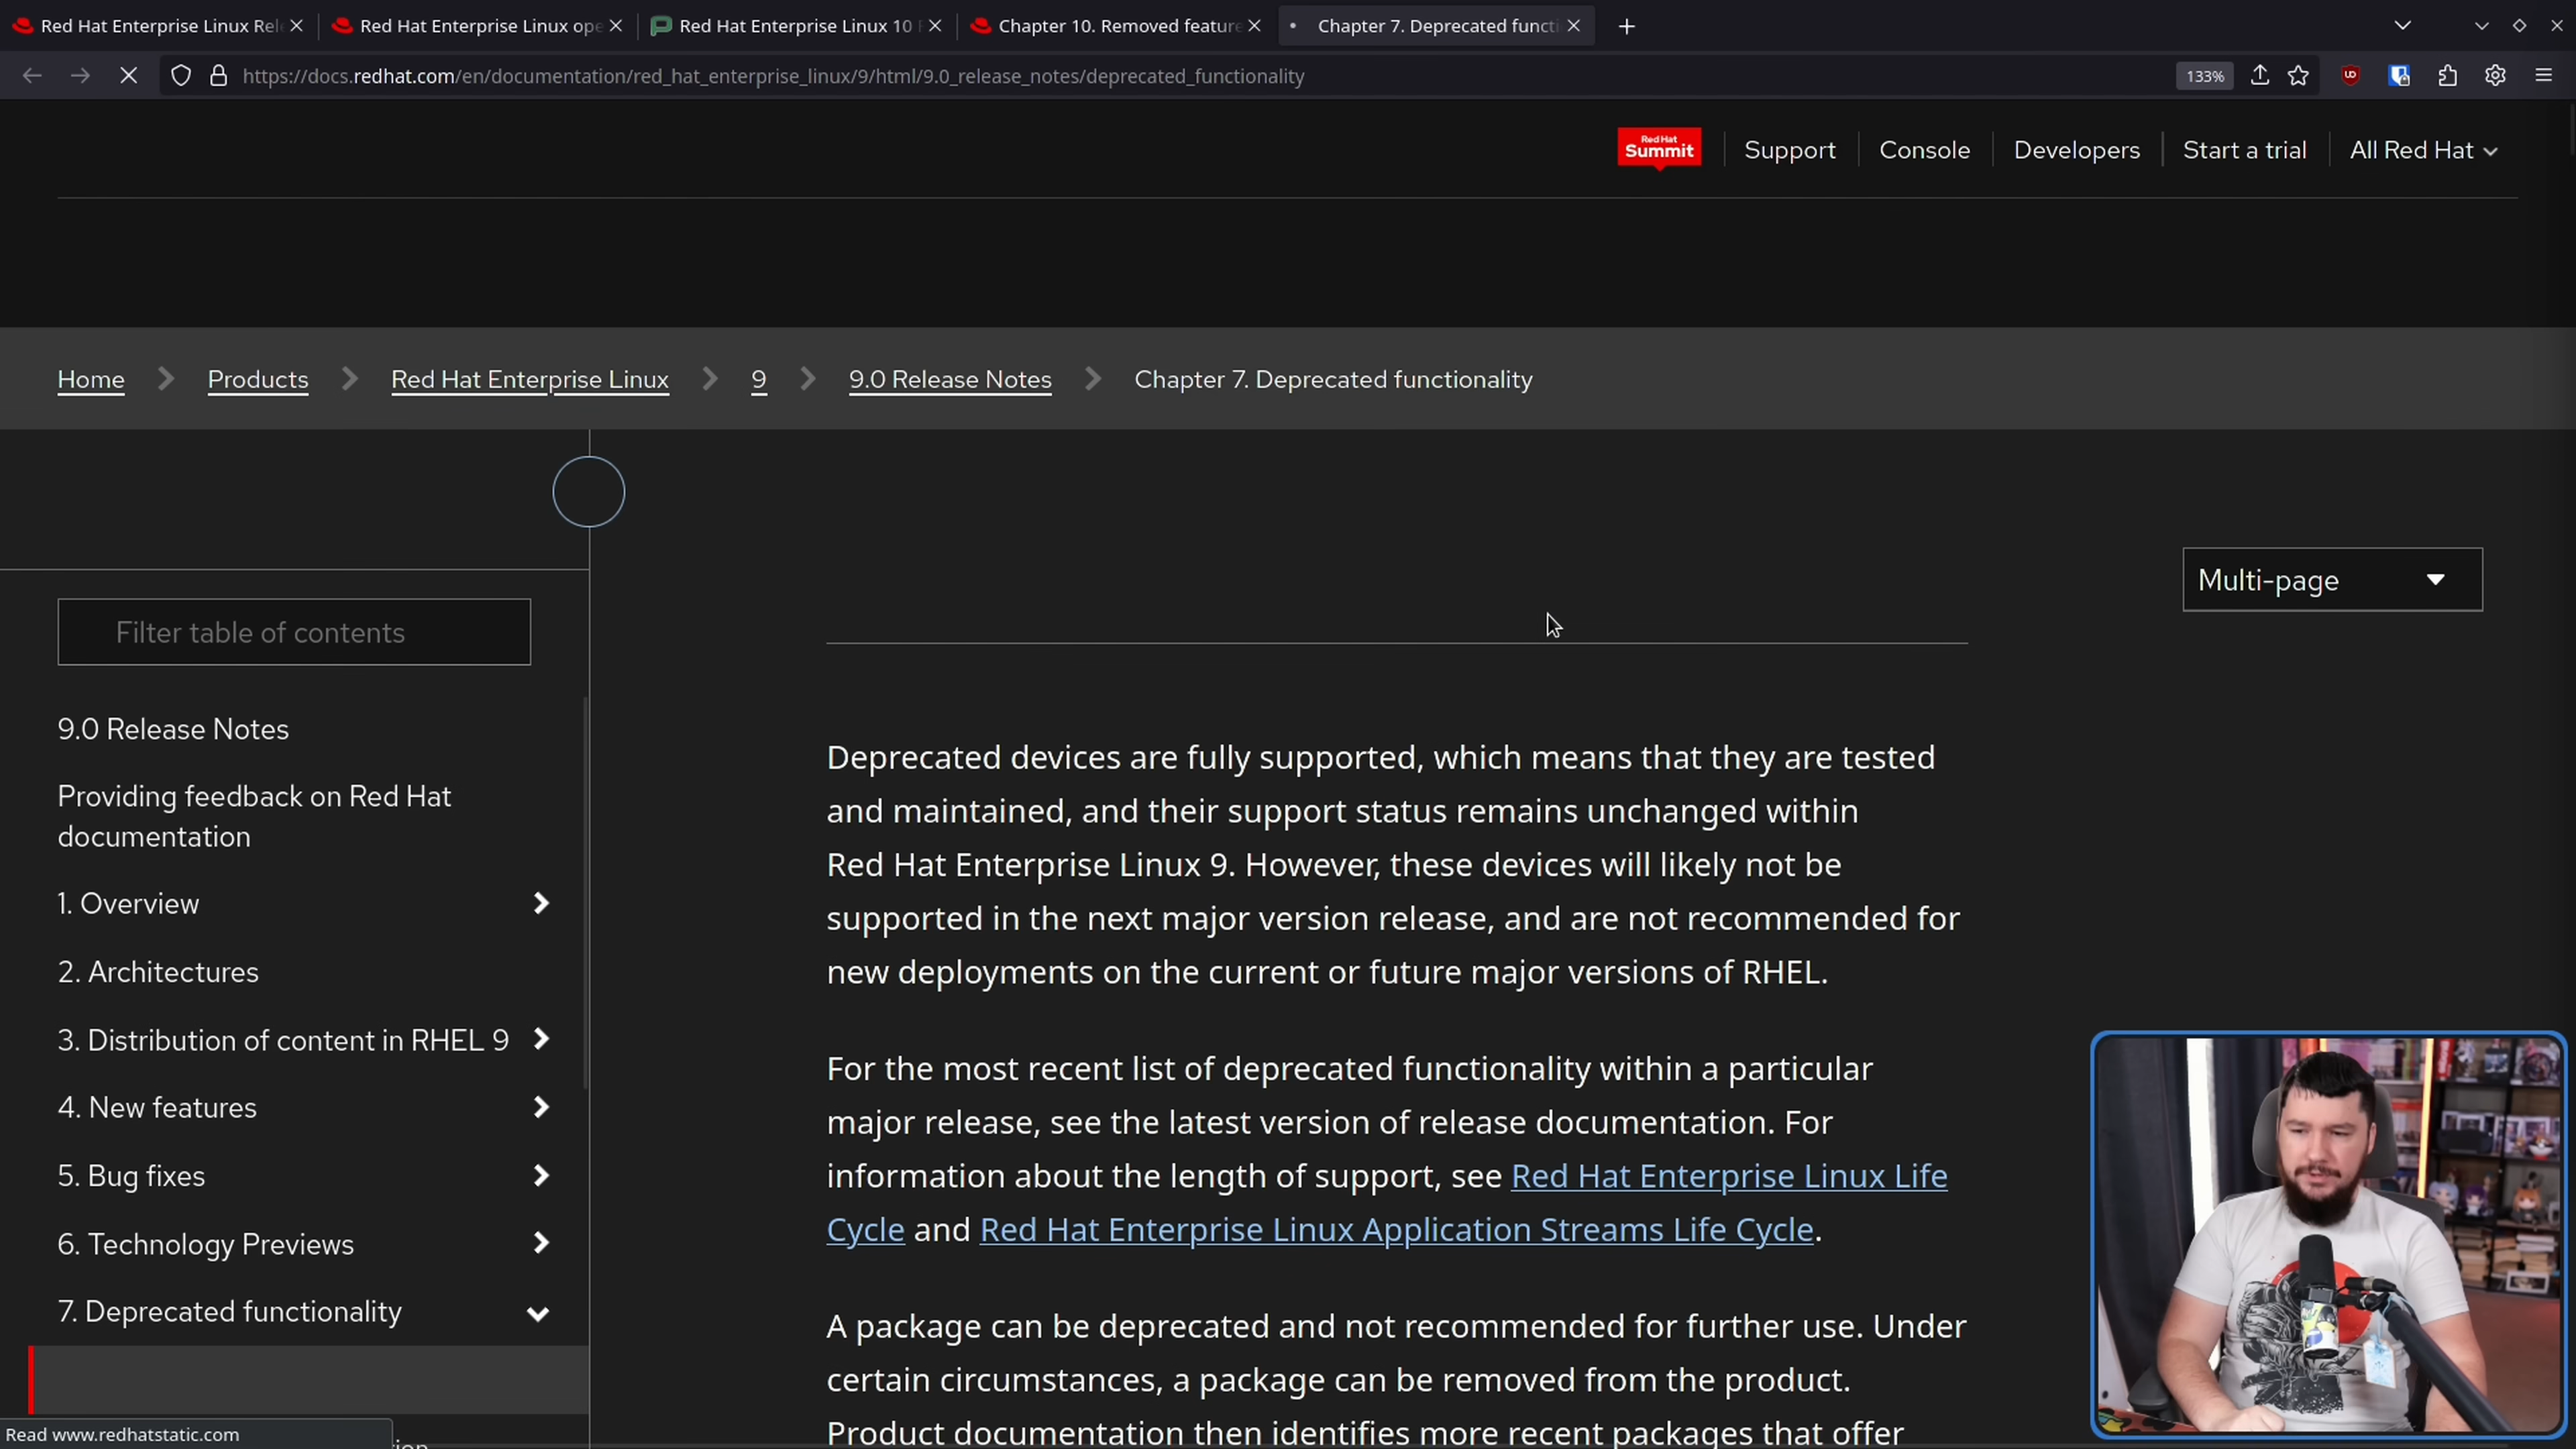 Red Hat Enterprise Linux Rel
Red Hat Enterprise Linux ope
Red Hat Enterprise Linux 10
Chapter 10. Removed feature
Chapter 7. Deprecated functi
https://docs.redhat.com/en/documentation/red_hat_enterprise_linux/9/html/9.0_release_notes/deprecated_functionality
133%
Red Hat
Summit
Support
Console
Developers
Start a trial
All Red Hat
Home
Products
Red Hat Enterprise Linux
9
9.0 Release Notes
Chapter 7. Deprecated functionality
Multi-page
Filter table of contents
9.0 Release Notes
Providing feedback on Red Hat
documentation
1. Overview
2. Architectures
3. Distribution of content in RHEL 9
4. New features
5. Bug fixes
6. Technology Previews
7. Deprecated functionality
Deprecated devices are fully supported, which means that they are tested
and maintained, and their support status remains unchanged within
Red Hat Enterprise Linux 9. However, these devices will likely not be
supported in the next major version release, and are not recommended for
new deployments on the current or future major versions of RHEL.
For the most recent list of deprecated functionality within a particular
major release, see the latest version of release documentation. For
information about the length of support, see Red Hat Enterprise Linux Life
Cycle and Red Hat Enterprise Linux Application Streams Life Cycle.
A package can be deprecated and not recommended for further use. Under
certain circumstances, a package can be removed from the product.
Product documentation then identifies more recent packages that offer
Read www.redhatstatic.com